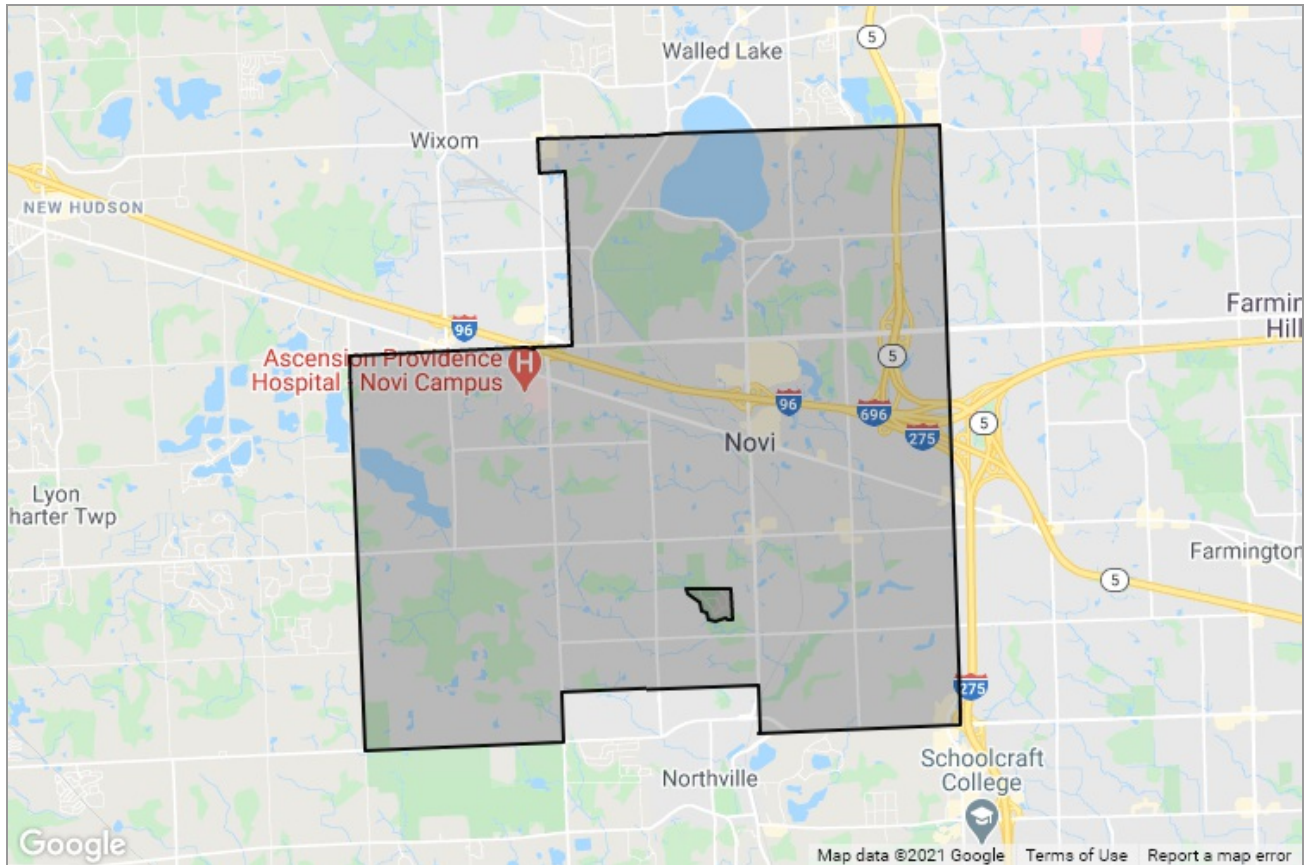 Walled Lake
5
Wixom
NEW HUDSON
96
Farmin
Hill
Ascension Providence
Hospital - Novi Campus
H
5
96
696
275
5
Novi
Lyon
harter Twp
Farmington
5
275
Northville
Schoolcraft
College
Google
Map data ©2021 Google
Terms of Use
Report a map error